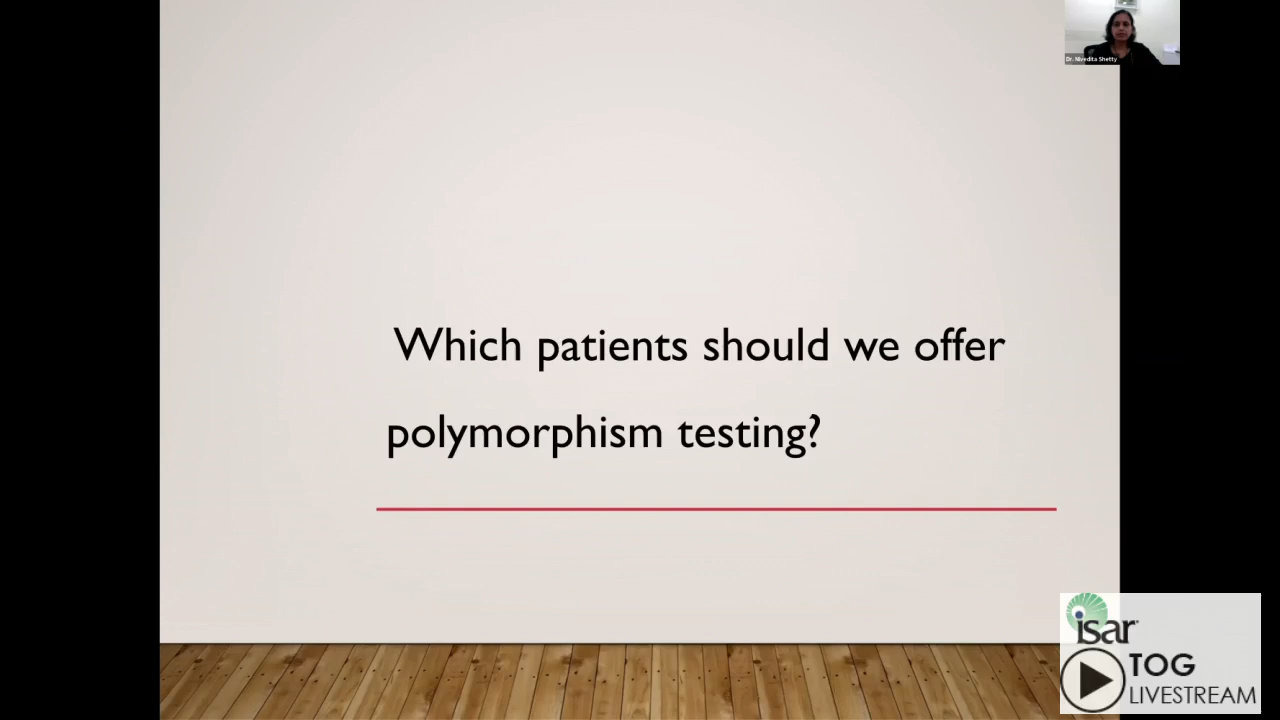 Dr. Nivedita Shetty
Which patients should we offer
polymorphism testing?
isar
TOG
LIVESTREAM